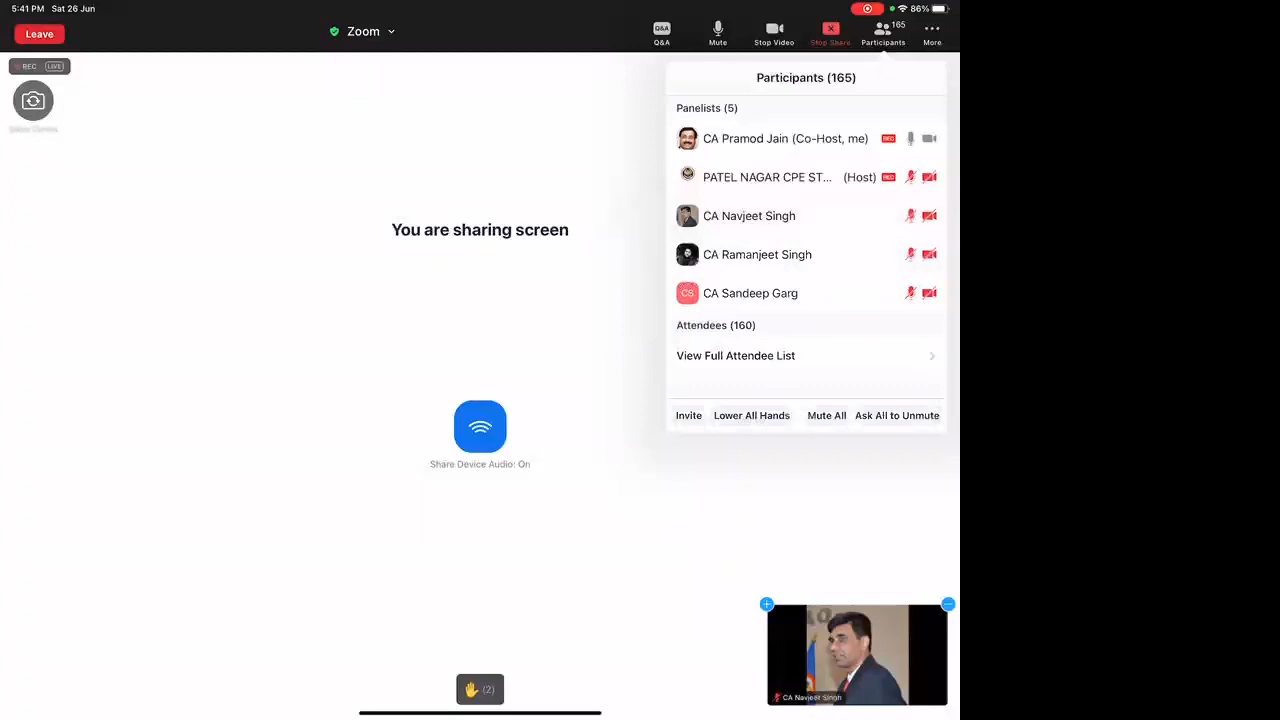 5:41 PM Sat 26 Jun
86%
Leave
Zoom
Q&A
Q&A
Mute
Stop Video
Stop Share
165
Participants
More
REC LIVE
Participants (165)
Panelists (5)
CA Pramod Jain (Co-Host, me) REC
PATEL NAGAR CPE ST... (Host) REC
CA Navjeet Singh
CA Ramanjeet Singh
CS CA Sandeep Garg
Attendees (160)
View Full Attendee List
Invite Lower All Hands Mute All Ask All to Unmute
You are sharing screen
Share Device Audio: On
(2)
CA Navjeet Singh